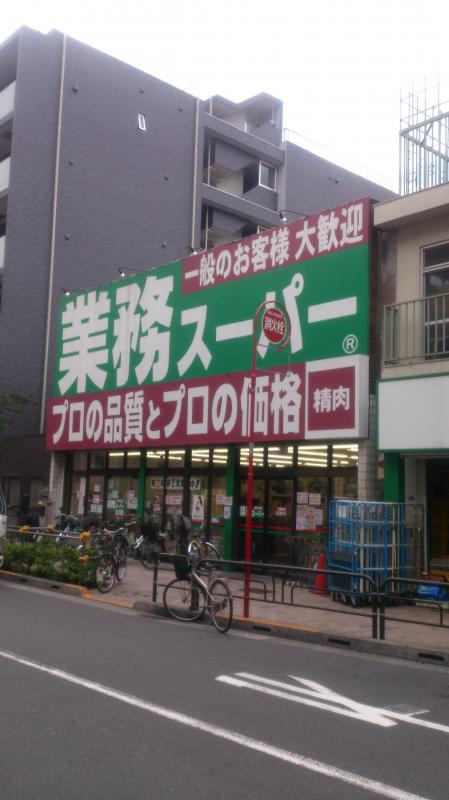 一般のお客様 大歓迎
業務スーパー
®
消火栓
プロの品質とプロの価格
精肉